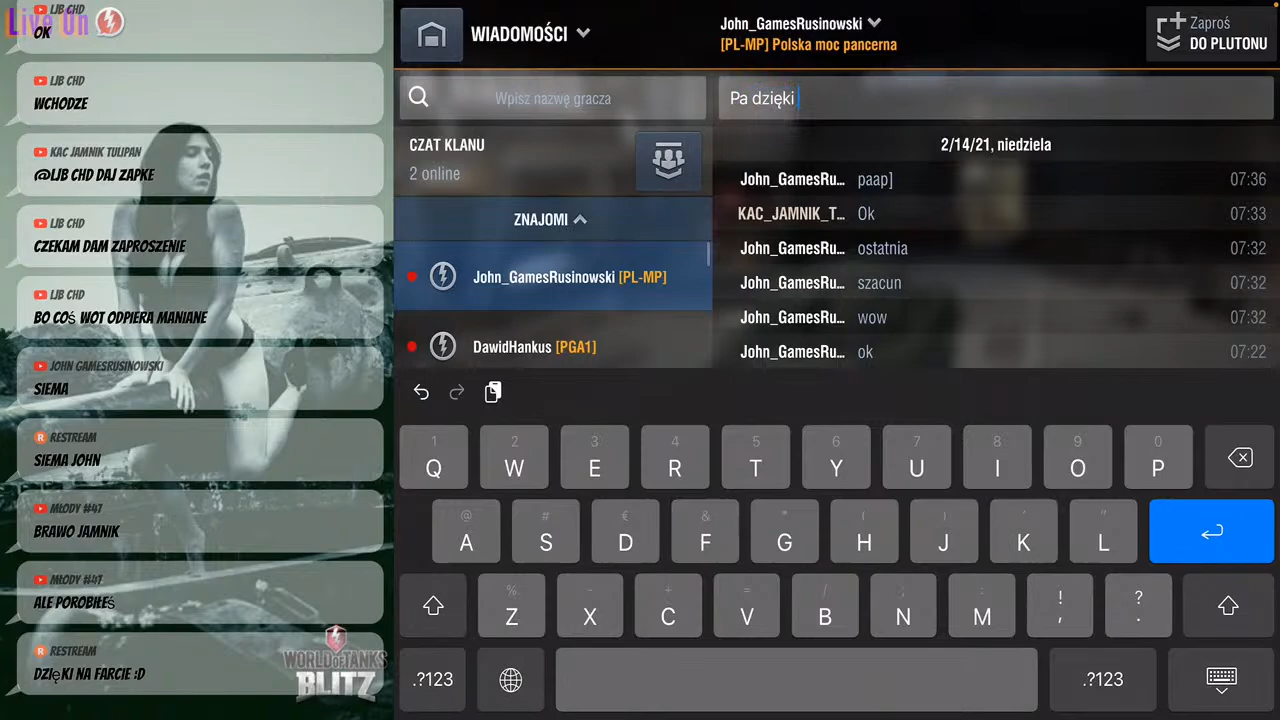 LJB CHD
Live On
OK
LJB CHD
WCHODZE
KAC JAMNIK TULIPAN
@LJB CHD DAJ ZAPKE
LJB CHD
CZEKAM DAM ZAPROSZENIE
LJB CHD
BO COŚ WOT ODPIERA MANIANE
JOHN GAMESRUSINOWSKI
SIEMA
RESTREAM
SIEMA JOHN
MŁODY #47
BRAWO JAMNIK
MŁODY #47
ALE POROBIŁEŚ
RESTREAM
DZIĘKI NA FARCIE :D
WORLD OF TANKS
BLITZ
WIADOMOŚCI
John_GamesRusinowski
[PL-MP] Polska moc pancerna
Zaproś
DO PLUTONU
Wpisz nazwę gracza
Pa dzięki
CZAT KLANU
2 online
ZNAJOMI
John_GamesRusinowski [PL-MP]
DawidHankus [PGA1]
2/14/21, niedziela
John_GamesRu... paap] 07:36
KAC_JAMNIK_T... Ok 07:33
John_GamesRu... ostatnia 07:32
John_GamesRu... szacun 07:32
John_GamesRu... wow 07:32
John_GamesRu... ok 07:22
1 2 3 4 5 6 7 8 9 0
Q W E R T Y U I O P
@ # € & * ( ) ' "
A S D F G H J K L
% - + = / ; : ! ?
Z X C V B N M , .
.?123 .?123